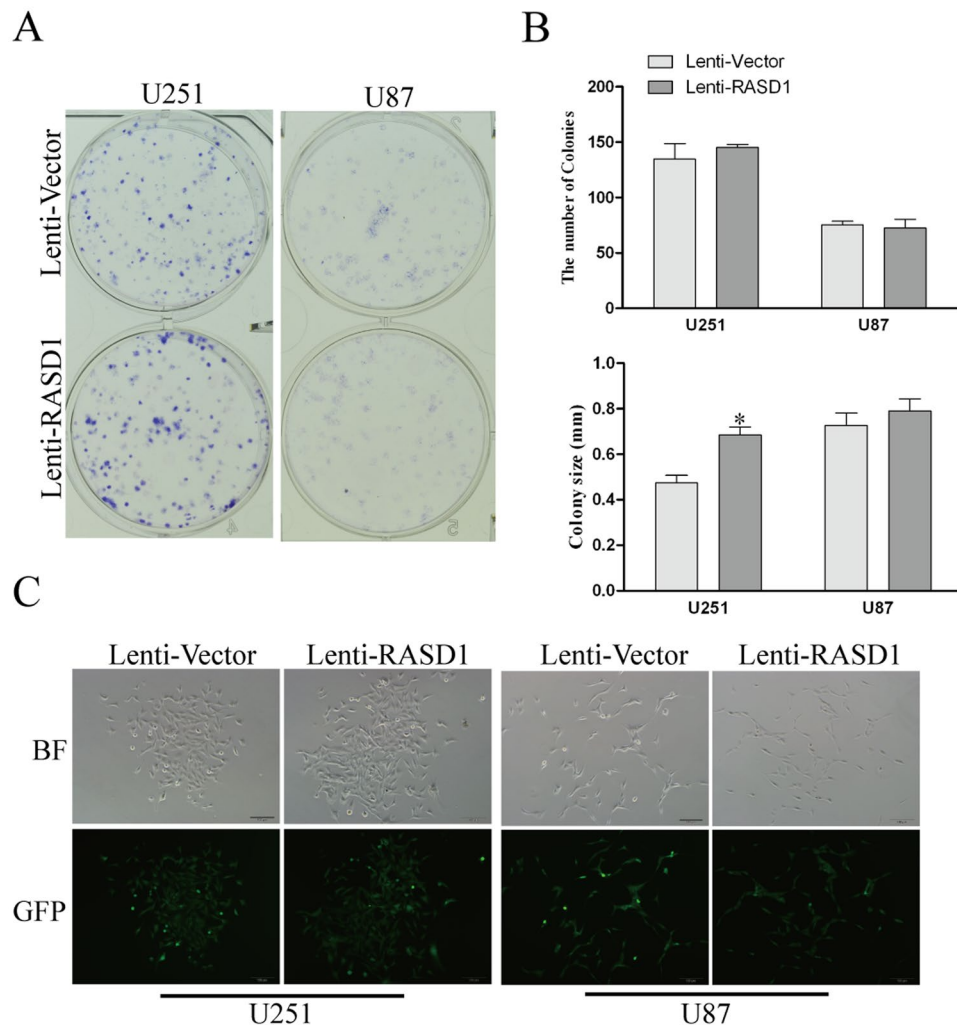 A
U251
U87
Lenti-Vector
Lenti-RASD1
4
5
B
Lenti-Vector
Lenti-RASD1
The number of Colonies
200
150
100
50
0
U251
U87
Colony size (mm)
1.0
0.8
0.6
0.4
0.2
0.0
*
U251
U87
C
Lenti-Vector
Lenti-RASD1
Lenti-Vector
Lenti-RASD1
BF
GFP
U251
U87